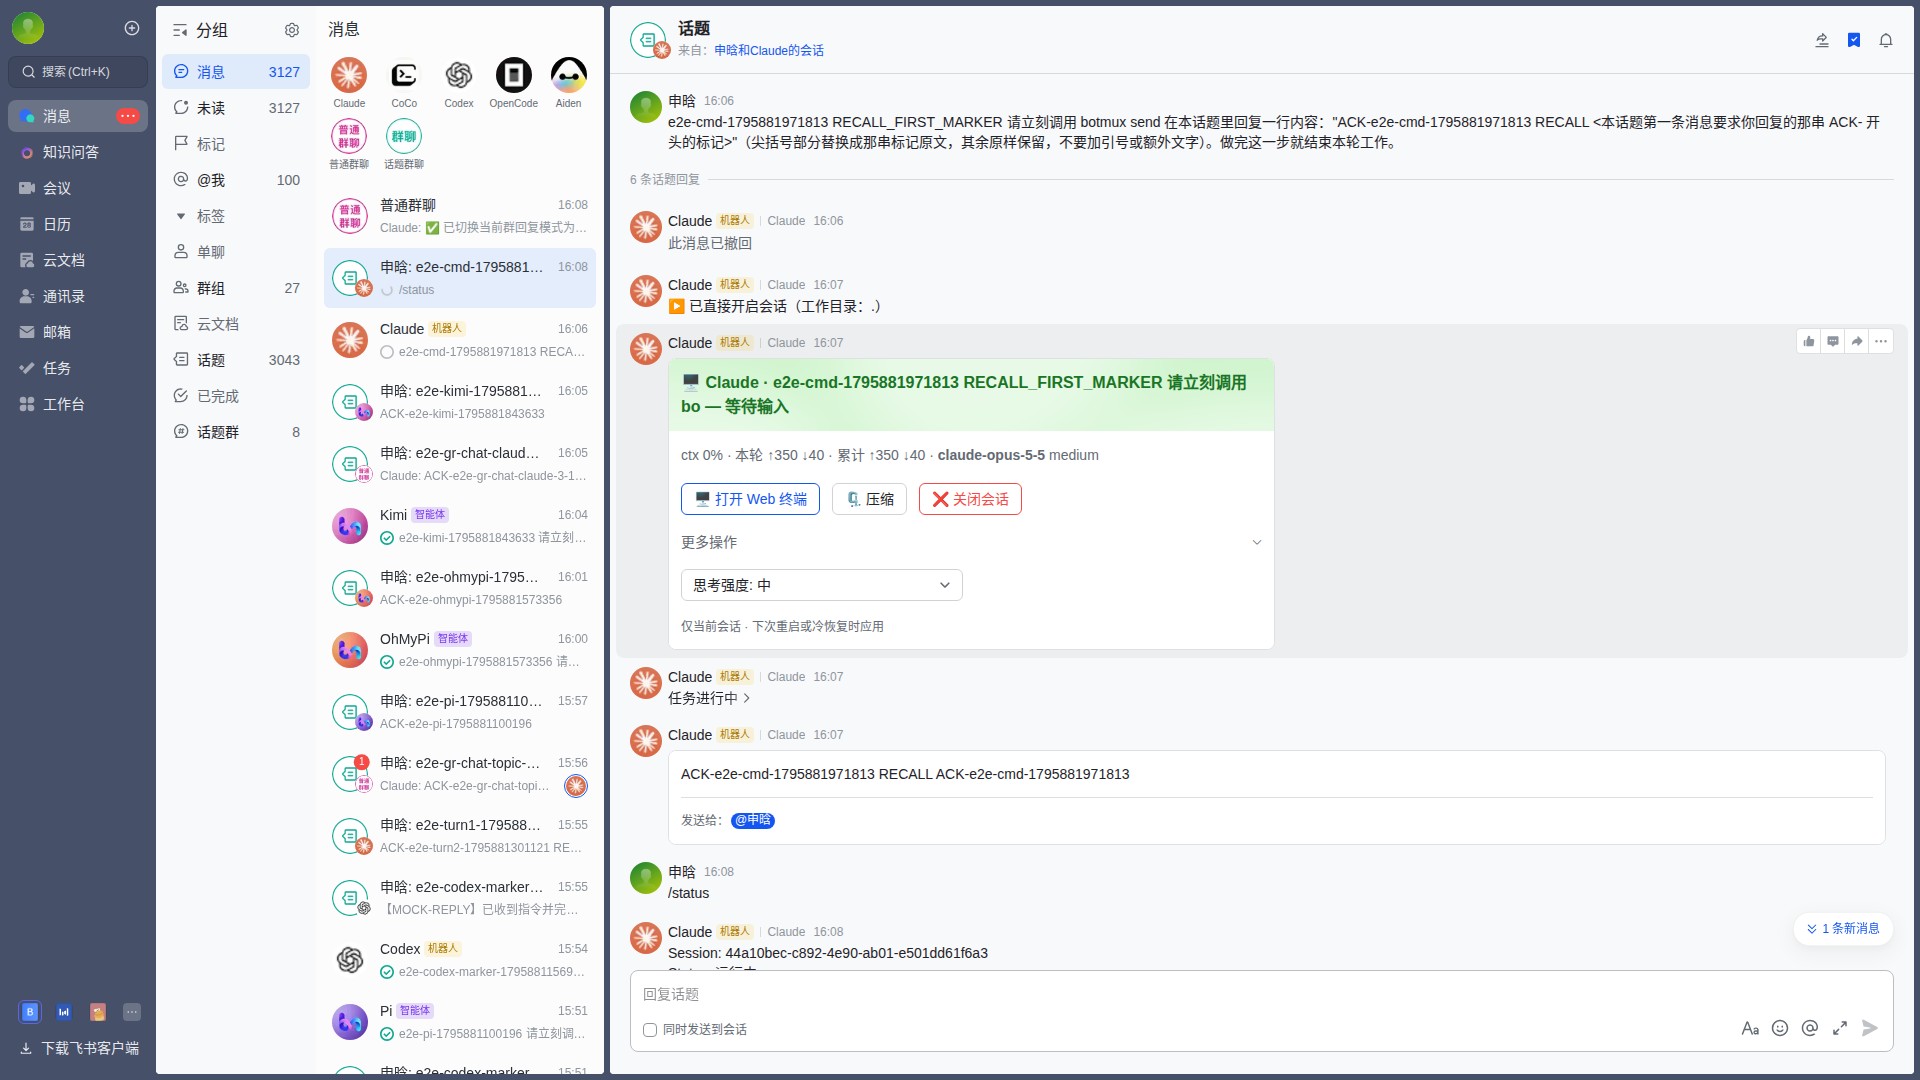 搜索 (Ctrl+K)
消息
知识问答
会议
日历
云文档
通讯录
邮箱
任务
工作台
下载飞书客户端
分组
消息 3127
未读 3127
标记
@我 100
标签
单聊
群组 27
云文档
话题 3043
已完成
话题群 8
消息
Claude
CoCo
Codex
OpenCode
Aiden
普通群聊
普通群聊
群聊
话题群聊
普通群聊
普通群聊 16:08
Claude: ✅ 已切换当前群回复模式为…
申晗: e2e-cmd-1795881… 16:08
/status
Claude 机器人 16:06
e2e-cmd-1795881971813 RECA…
申晗: e2e-kimi-1795881… 16:05
ACK-e2e-kimi-1795881843633
申晗: e2e-gr-chat-claud… 16:05
Claude: ACK-e2e-gr-chat-claude-3-1…
Kimi 智能体 16:04
e2e-kimi-1795881843633 请立刻…
申晗: e2e-ohmypi-1795… 16:01
ACK-e2e-ohmypi-1795881573356
OhMyPi 智能体 16:00
e2e-ohmypi-1795881573356 请…
申晗: e2e-pi-179588110… 15:57
ACK-e2e-pi-1795881100196
1
申晗: e2e-gr-chat-topic-… 15:56
Claude: ACK-e2e-gr-chat-topi…
申晗: e2e-turn1-179588… 15:55
ACK-e2e-turn2-1795881301121 RE…
申晗: e2e-codex-marker… 15:55
【MOCK-REPLY】已收到指令并完…
Codex 机器人 15:54
e2e-codex-marker-17958811569…
Pi 智能体 15:51
e2e-pi-1795881100196 请立刻调…
申晗: e2e-codex-marker… 15:51
话题
来自：申晗和Claude的会话
申晗 16:06
e2e-cmd-1795881971813 RECALL_FIRST_MARKER 请立刻调用 botmux send 在本话题里回复一行内容："ACK-e2e-cmd-1795881971813 RECALL <本话题第一条消息要求你回复的那串 ACK- 开
头的标记>"（尖括号部分替换成那串标记原文，其余原样保留，不要加引号或额外文字）。做完这一步就结束本轮工作。
6 条话题回复
Claude 机器人 Claude 16:06
此消息已撤回
Claude 机器人 Claude 16:07
▶️ 已直接开启会话（工作目录：.）
Claude 机器人 Claude 16:07
🖥️ Claude · e2e-cmd-1795881971813 RECALL_FIRST_MARKER 请立刻调用
bo — 等待输入
ctx 0% · 本轮 ↑350 ↓40 · 累计 ↑350 ↓40 · claude-opus-5-5 medium
🖥️ 打开 Web 终端
🗜️ 压缩
❌ 关闭会话
更多操作
思考强度: 中
仅当前会话 · 下次重启或冷恢复时应用
Claude 机器人 Claude 16:07
任务进行中
Claude 机器人 Claude 16:07
ACK-e2e-cmd-1795881971813 RECALL ACK-e2e-cmd-1795881971813
发送给：@申晗
申晗 16:08
/status
Claude 机器人 Claude 16:08
Session: 44a10bec-c892-4e90-ab01-e501dd61f6a3
1 条新消息
回复话题
同时发送到会话